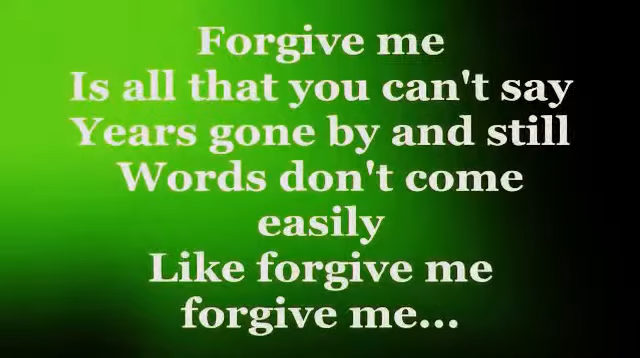 Forgive me
Is all that you can't say
Years gone by and still
Words don't come
easily
Like forgive me
forgive me...